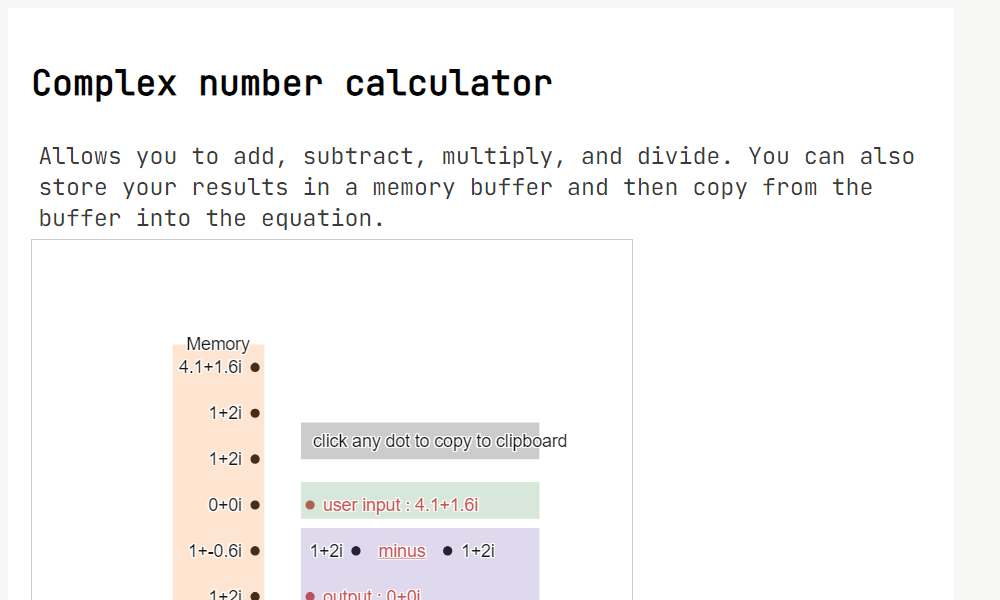 Complex number calculator
Allows you to add, subtract, multiply, and divide. You can also
store your results in a memory buffer and then copy from the
buffer into the equation.
Memory
4.1+1.6i
1+2i
click any dot to copy to clipboard
1+2i
0+0i
user input : 4.1+1.6i
1+-0.6i
1+2i
minus
1+2i
1+2i
output : 0+0i